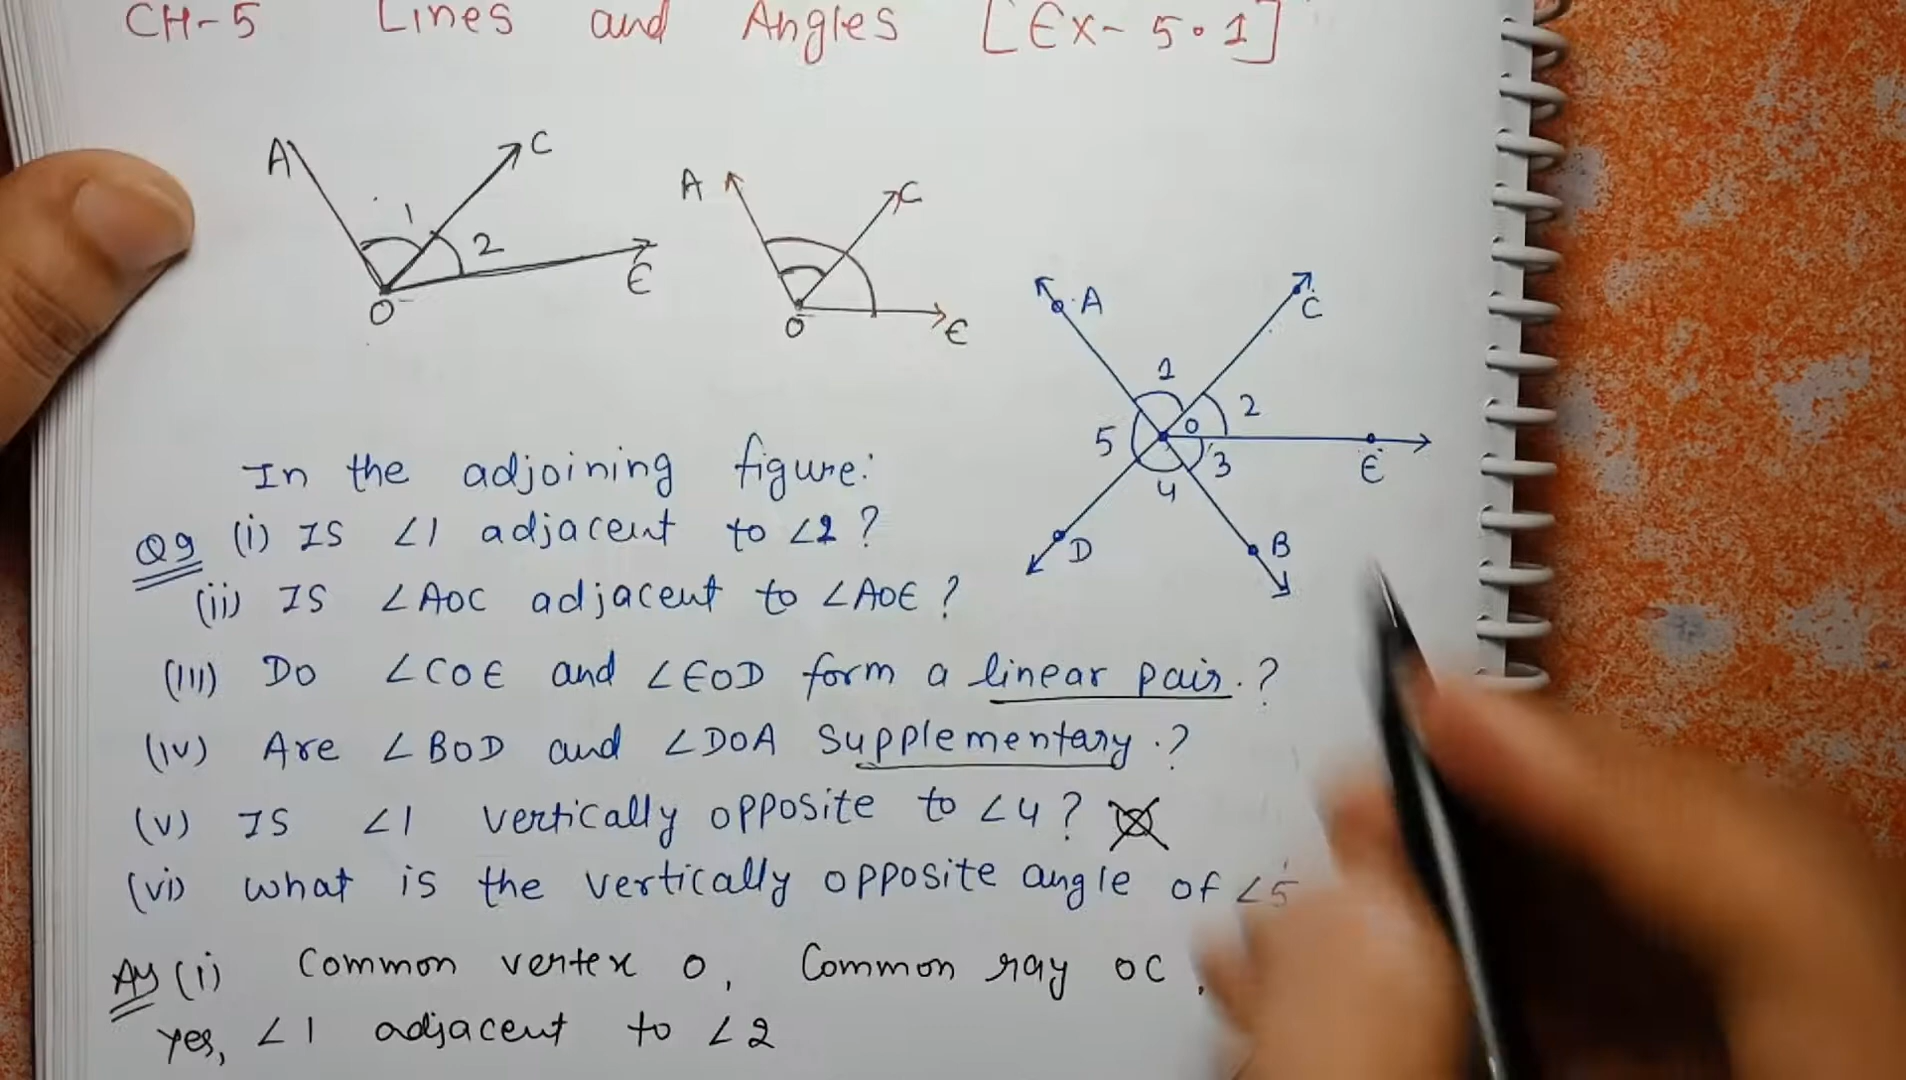 CH-5 Lines and Angles [Ex- 5.1]
A C
1 2
O E
A C
O E
A C
1 2
5 O
3 E
4
D B
In the adjoining figure:
Q9 (i) Is ∠1 adjacent to ∠2?
(ii) Is ∠AOC adjacent to ∠AOE?
(iii) Do ∠COE and ∠EOD form a linear pair.?
(iv) Are ∠BOD and ∠DOA Supplementary.?
(v) Is ∠1 vertically opposite to ∠4?
(vi) what is the vertically opposite angle of ∠5
Ans (i) Common vertex O, Common ray OC,
Yes, ∠1 adjacent to ∠2